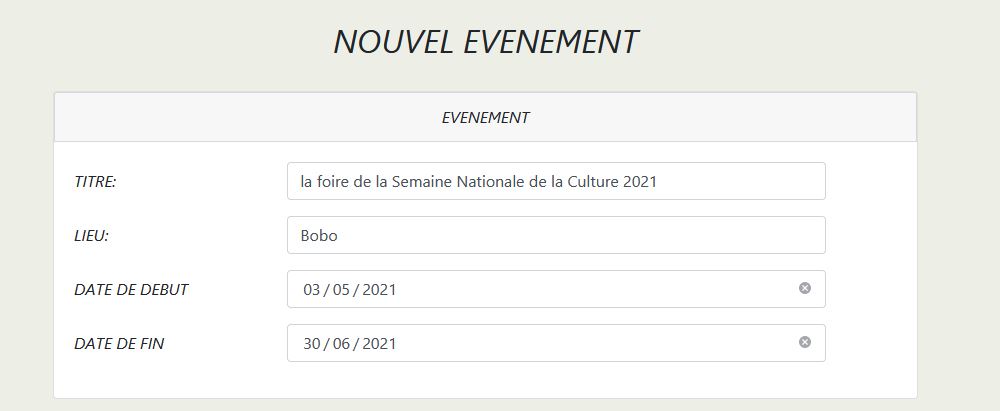 NOUVEL EVENEMENT
EVENEMENT
TITRE: la foire de la Semaine Nationale de la Culture 2021
LIEU: Bobo
DATE DE DEBUT 03 / 05 / 2021
DATE DE FIN 30 / 06 / 2021